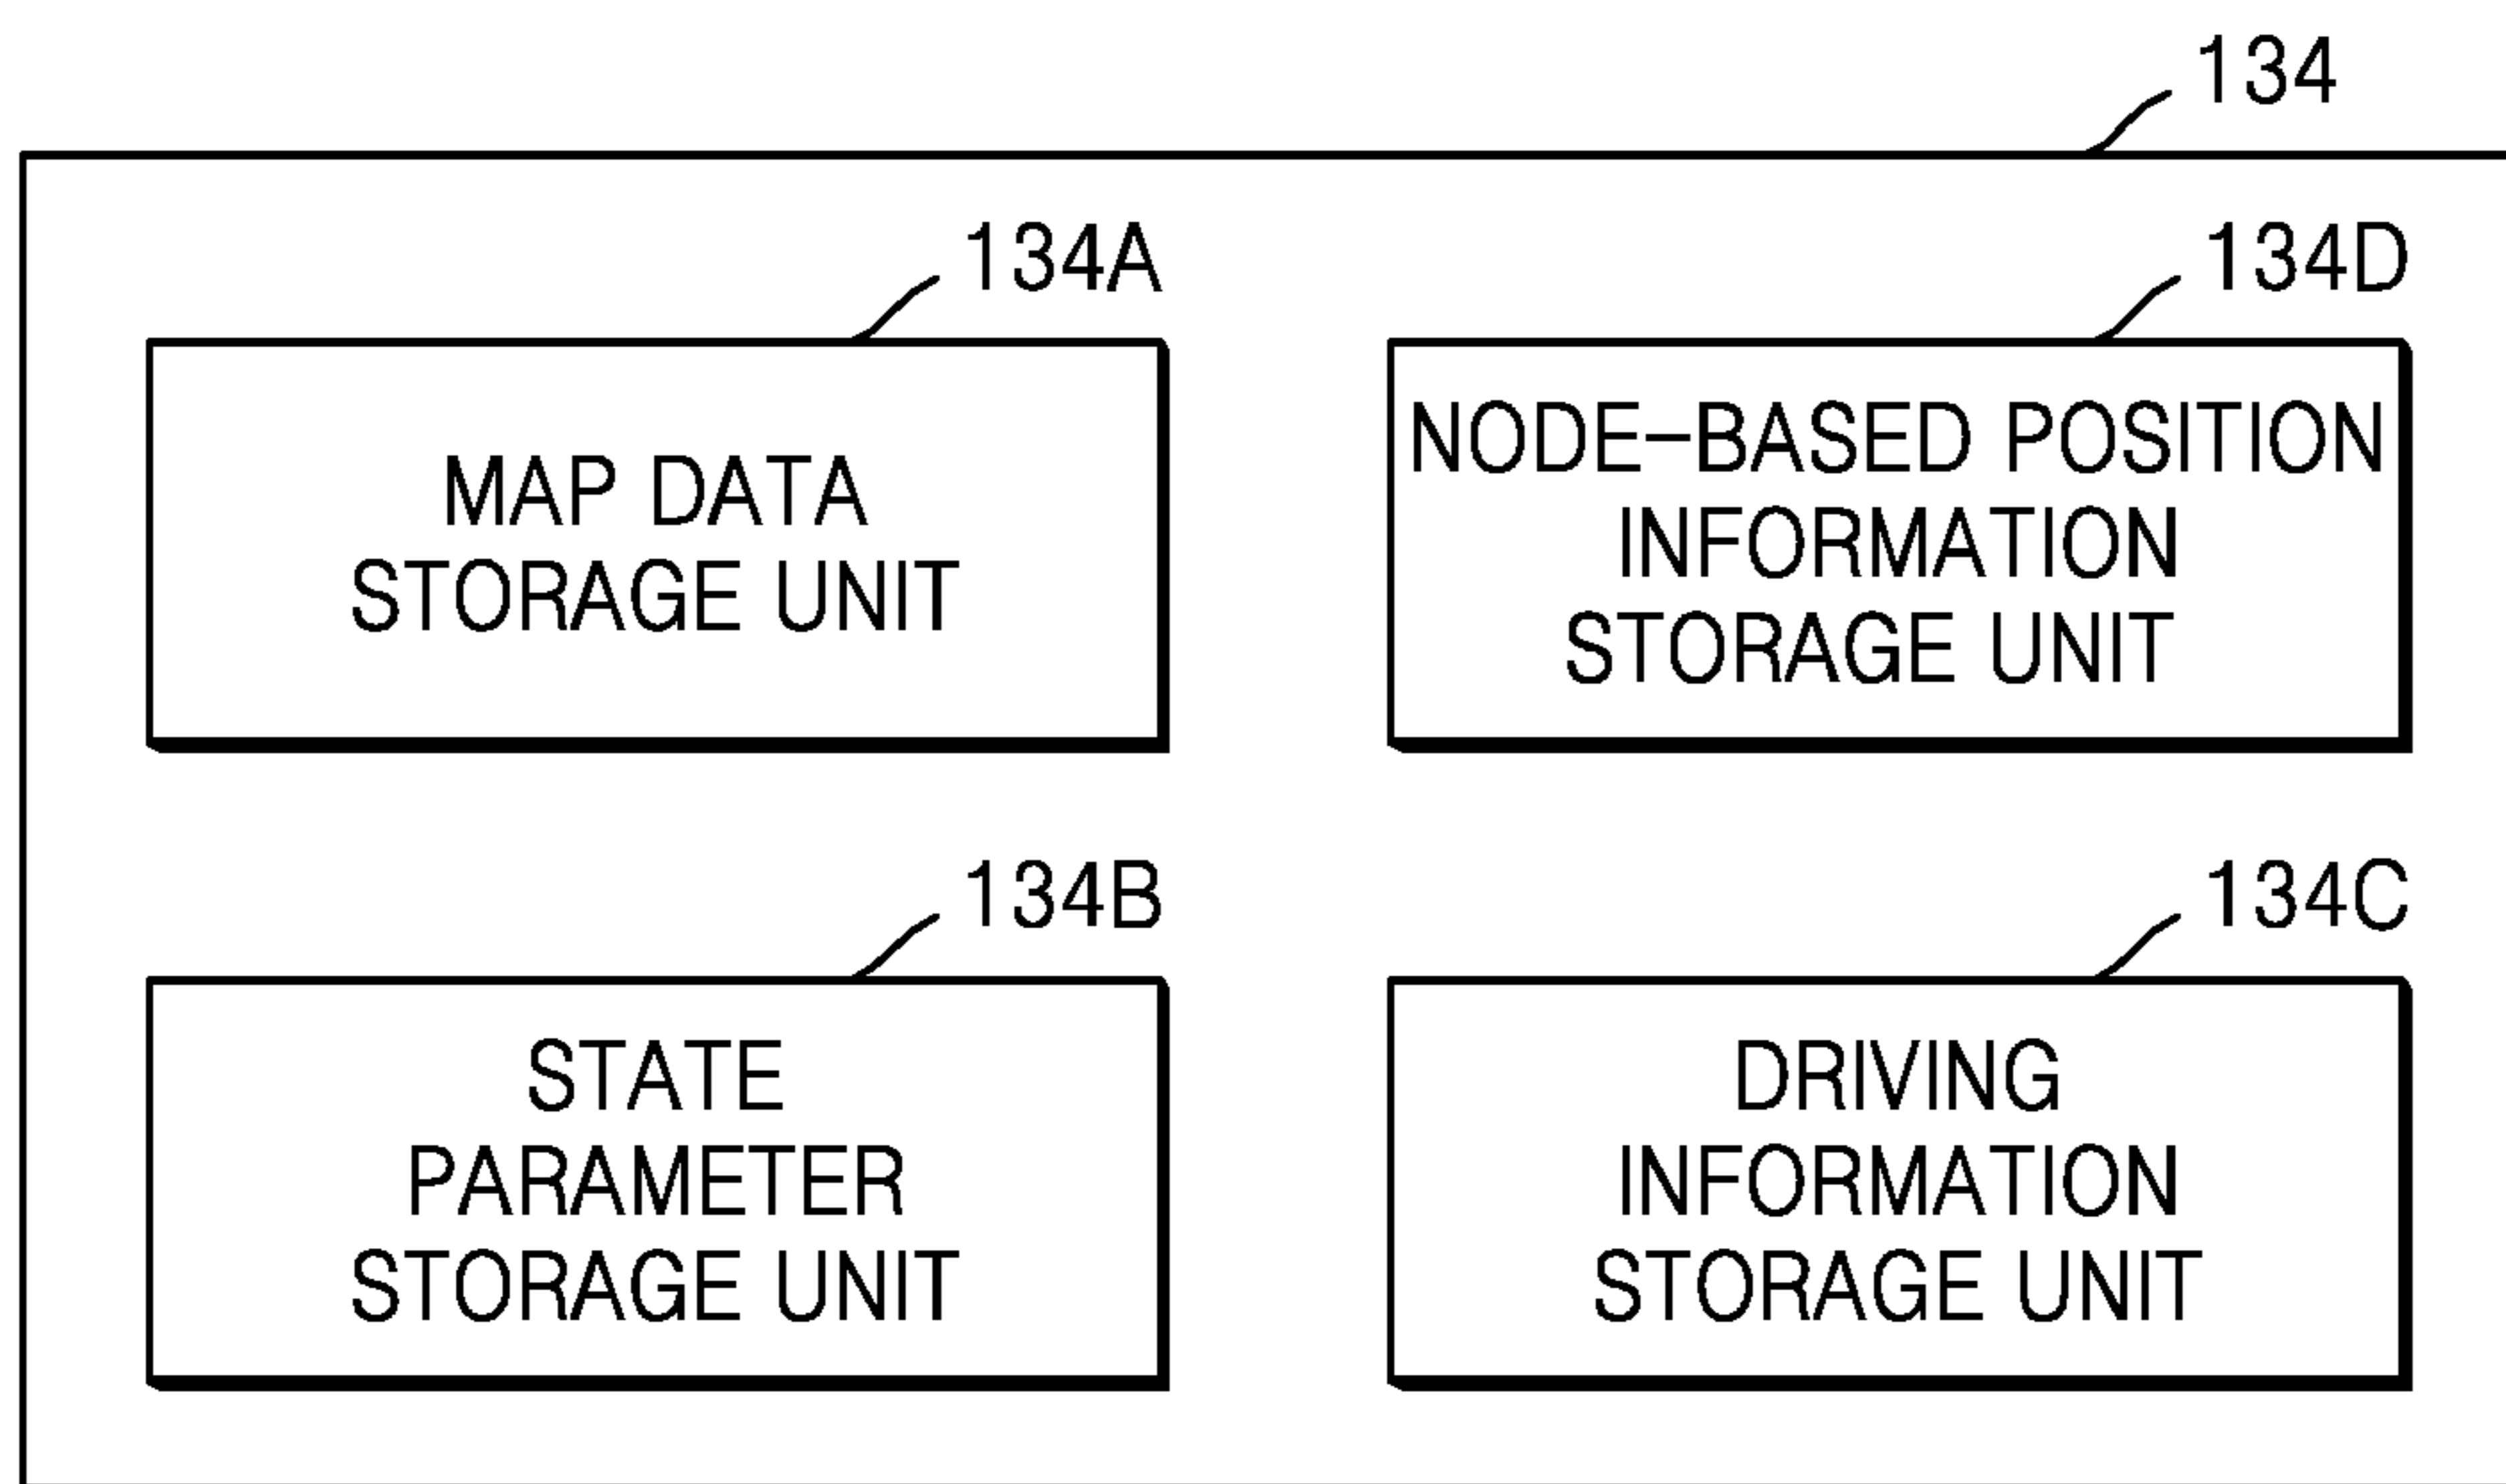 134
134A
MAP DATA
STORAGE UNIT
134D
NODE-BASED POSITION
INFORMATION
STORAGE UNIT
134B
STATE
PARAMETER
STORAGE UNIT
134C
DRIVING
INFORMATION
STORAGE UNIT